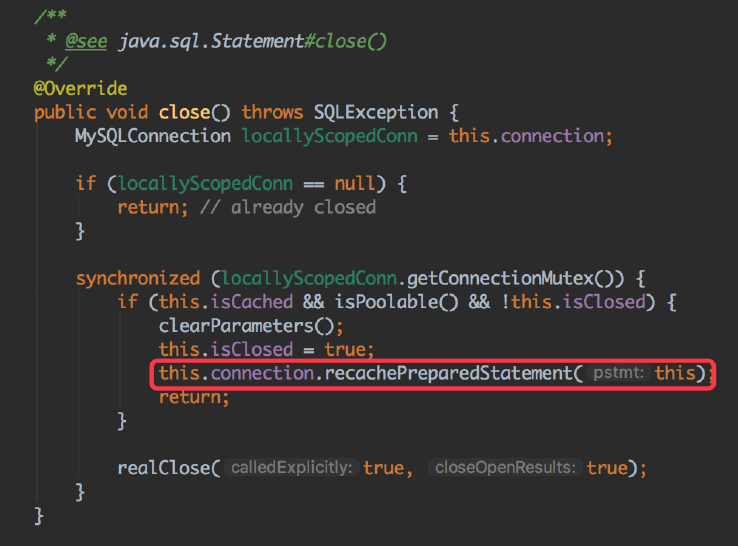 /**
 * @see java.sql.Statement#close()
 */
@Override
public void close() throws SQLException {
    MySQLConnection locallyScopedConn = this.connection;

    if (locallyScopedConn == null) {
        return; // already closed
    }

    synchronized (locallyScopedConn.getConnectionMutex()) {
        if (this.isCached && isPoolable() && !this.isClosed) {
            clearParameters();
            this.isClosed = true;
            this.connection.recachePreparedStatement( pstmt: this);
            return;
        }

        realClose( calledExplicitly: true, closeOpenResults: true);
    }
}